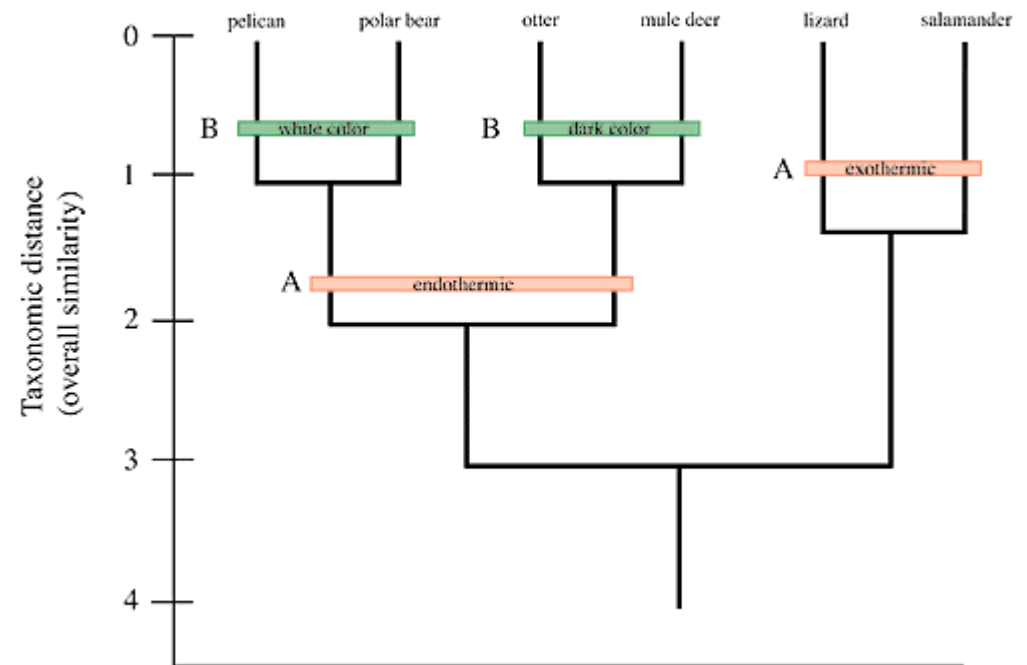 pelican polar bear otter mule deer lizard salamander
0
B white color B dark color
A exothermic
1
A endothermic
2
3
4
Taxonomic distance
(overall similarity)